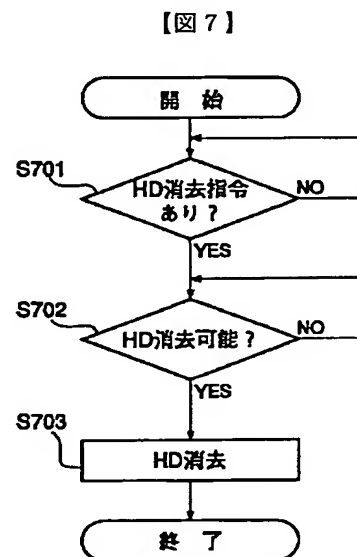 【図７】
開始
S701
HD消去指令
あり？
NO
YES
S702
HD消去可能？
NO
YES
S703
HD消去
終了